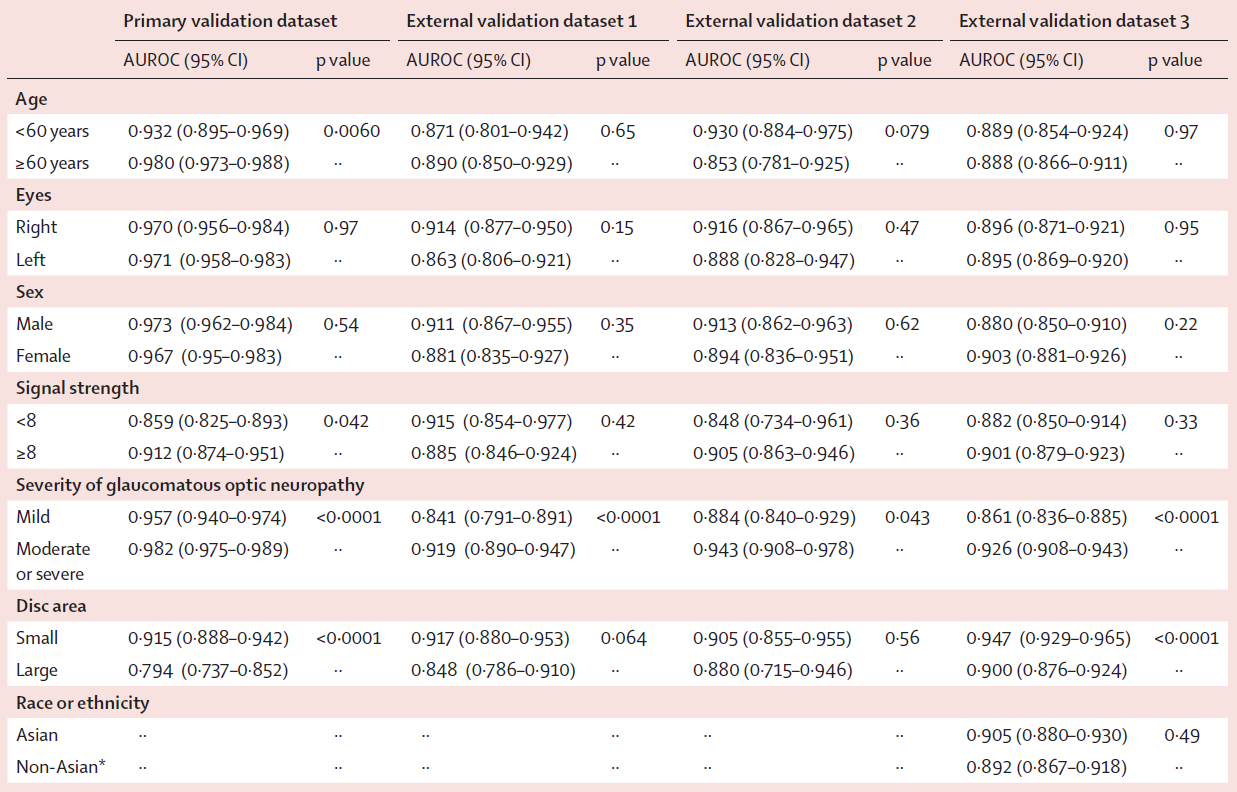 Primary validation dataset External validation dataset 1 External validation dataset 2 External validation dataset 3
AUROC (95% CI) p value AUROC (95% CI) p value AUROC (95% CI) p value AUROC (95% CI) p value
Age
<60 years 0·932 (0·895–0·969) 0·0060 0·871 (0·801–0·942) 0·65 0·930 (0·884–0·975) 0·079 0·889 (0·854–0·924) 0·97
≥60 years 0·980 (0·973–0·988) ·· 0·890 (0·850–0·929) ·· 0·853 (0·781–0·925) ·· 0·888 (0·866–0·911) ··
Eyes
Right 0·970 (0·956–0·984) 0·97 0·914 (0·877–0·950) 0·15 0·916 (0·867–0·965) 0·47 0·896 (0·871–0·921) 0·95
Left 0·971 (0·958–0·983) ·· 0·863 (0·806–0·921) ·· 0·888 (0·828–0·947) ·· 0·895 (0·869–0·920) ··
Sex
Male 0·973 (0·962–0·984) 0·54 0·911 (0·867–0·955) 0·35 0·913 (0·862–0·963) 0·62 0·880 (0·850–0·910) 0·22
Female 0·967 (0·95–0·983) ·· 0·881 (0·835–0·927) ·· 0·894 (0·836–0·951) ·· 0·903 (0·881–0·926) ··
Signal strength
<8 0·859 (0·825–0·893) 0·042 0·915 (0·854–0·977) 0·42 0·848 (0·734–0·961) 0·36 0·882 (0·850–0·914) 0·33
≥8 0·912 (0·874–0·951) ·· 0·885 (0·846–0·924) ·· 0·905 (0·863–0·946) ·· 0·901 (0·879–0·923) ··
Severity of glaucomatous optic neuropathy
Mild 0·957 (0·940–0·974) <0·0001 0·841 (0·791–0·891) <0·0001 0·884 (0·840–0·929) 0·043 0·861 (0·836–0·885) <0·0001
Moderate 0·982 (0·975–0·989) ·· 0·919 (0·890–0·947) ·· 0·943 (0·908–0·978) ·· 0·926 (0·908–0·943) ··
or severe
Disc area
Small 0·915 (0·888–0·942) <0·0001 0·917 (0·880–0·953) 0·064 0·905 (0·855–0·955) 0·56 0·947 (0·929–0·965) <0·0001
Large 0·794 (0·737–0·852) ·· 0·848 (0·786–0·910) ·· 0·880 (0·715–0·946) ·· 0·900 (0·876–0·924) ··
Race or ethnicity
Asian ·· ·· ·· ·· ·· ·· 0·905 (0·880–0·930) 0·49
Non-Asian* ·· ·· ·· ·· ·· ·· 0·892 (0·867–0·918) ··